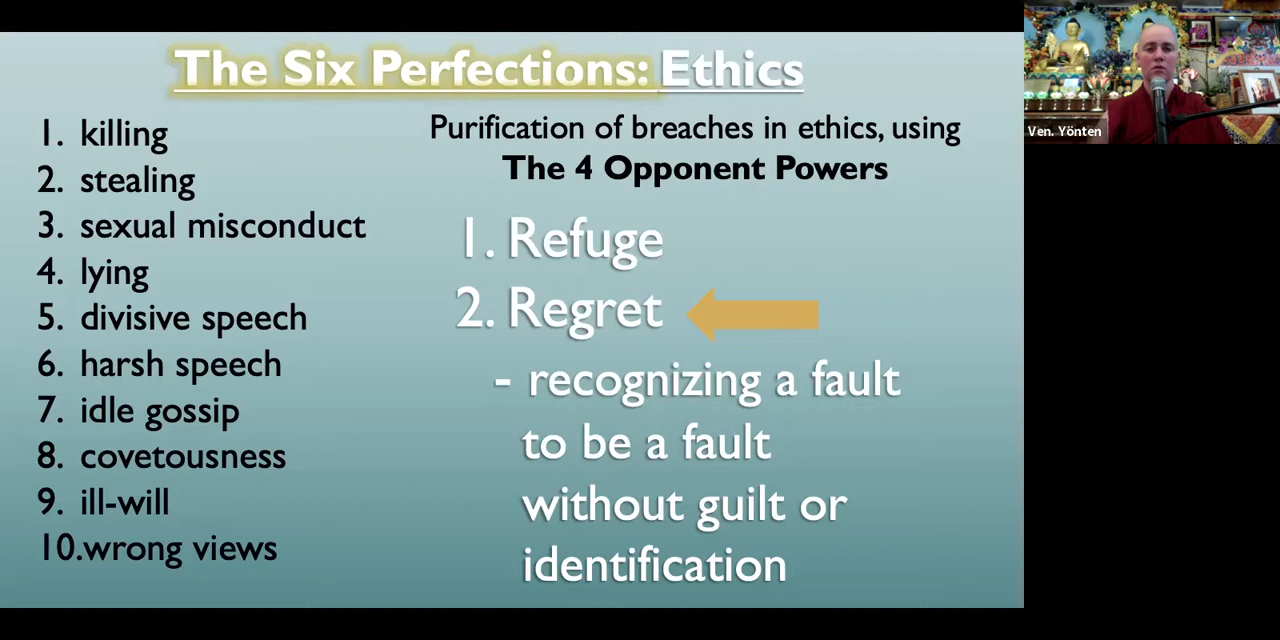 The Six Perfections: Ethics
1. killing
2. stealing
3. sexual misconduct
4. lying
5. divisive speech
6. harsh speech
7. idle gossip
8. covetousness
9. ill-will
10.wrong views
Purification of breaches in ethics, using
The 4 Opponent Powers
1. Refuge
2. Regret
- recognizing a fault
to be a fault
without guilt or
identification
Ven. Yönten